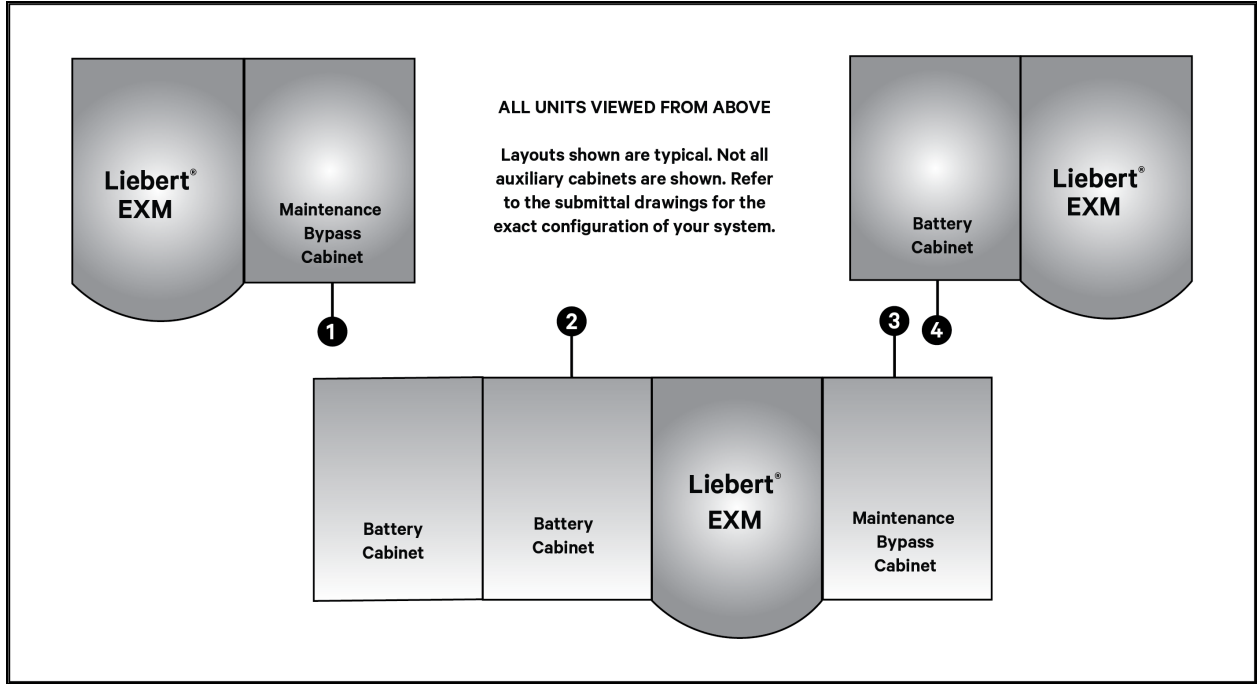 Liebert®
EXM
Maintenance
Bypass
Cabinet
1
ALL UNITS VIEWED FROM ABOVE
Layouts shown are typical. Not all
auxiliary cabinets are shown. Refer
to the submittal drawings for the
exact configuration of your system.
Battery
Cabinet
Liebert®
EXM
2
3
4
Battery
Cabinet
Battery
Cabinet
Liebert®
EXM
Maintenance
Bypass
Cabinet